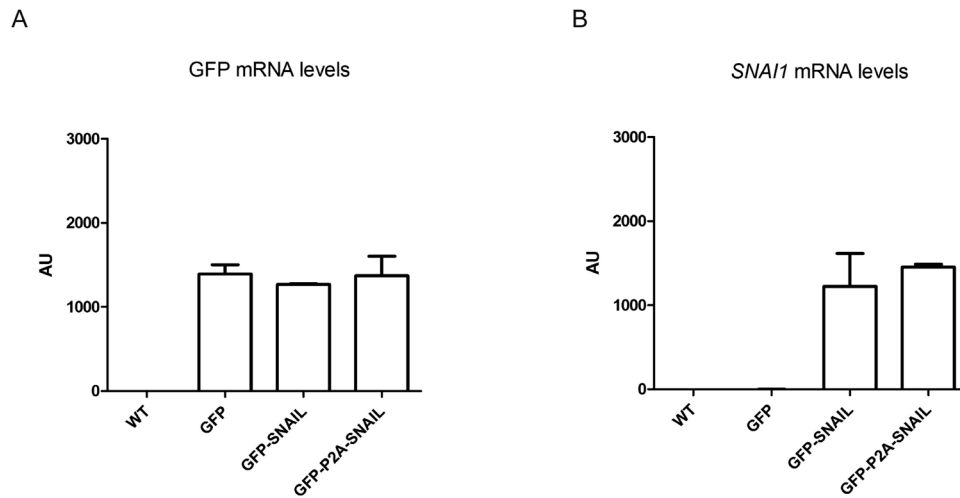 A
GFP mRNA levels
3000
2000
1000
0
AU
WT
GFP
GFP-SNAIL
GFP-P2A-SNAIL
B
SNAI1 mRNA levels
3000
2000
1000
0
AU
WT
GFP
GFP-SNAIL
GFP-P2A-SNAIL